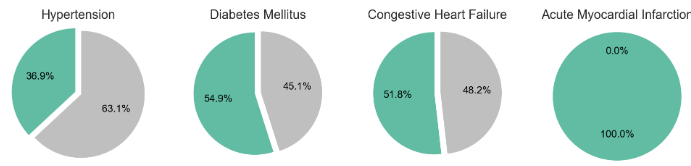 Hypertension
Diabetes Mellitus
Congestive Heart Failure
Acute Myocardial Infarction
36.9%
63.1%
54.9%
45.1%
51.8%
48.2%
0.0%
100.0%